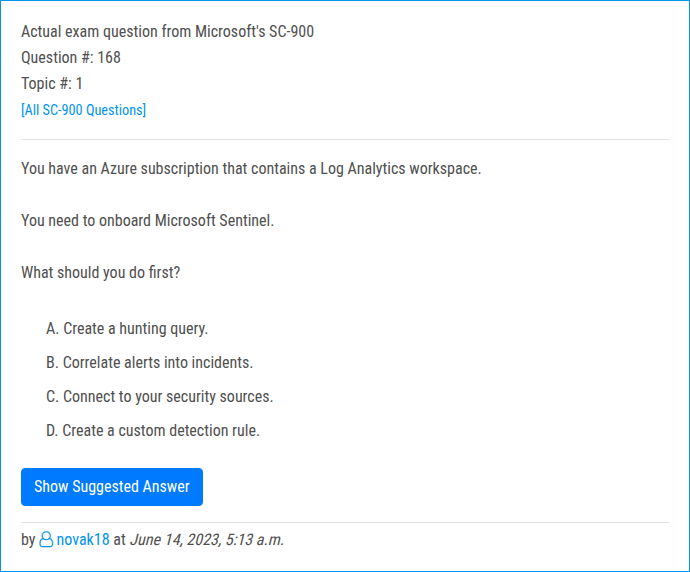 Actual exam question from Microsoft's SC-900
Question #: 168
Topic #: 1
[All SC-900 Questions]
You have an Azure subscription that contains a Log Analytics workspace.
You need to onboard Microsoft Sentinel.
What should you do first?
A. Create a hunting query.
B. Correlate alerts into incidents.
C. Connect to your security sources.
D. Create a custom detection rule.
Show Suggested Answer
by novak18 at June 14, 2023, 5:13 a.m.